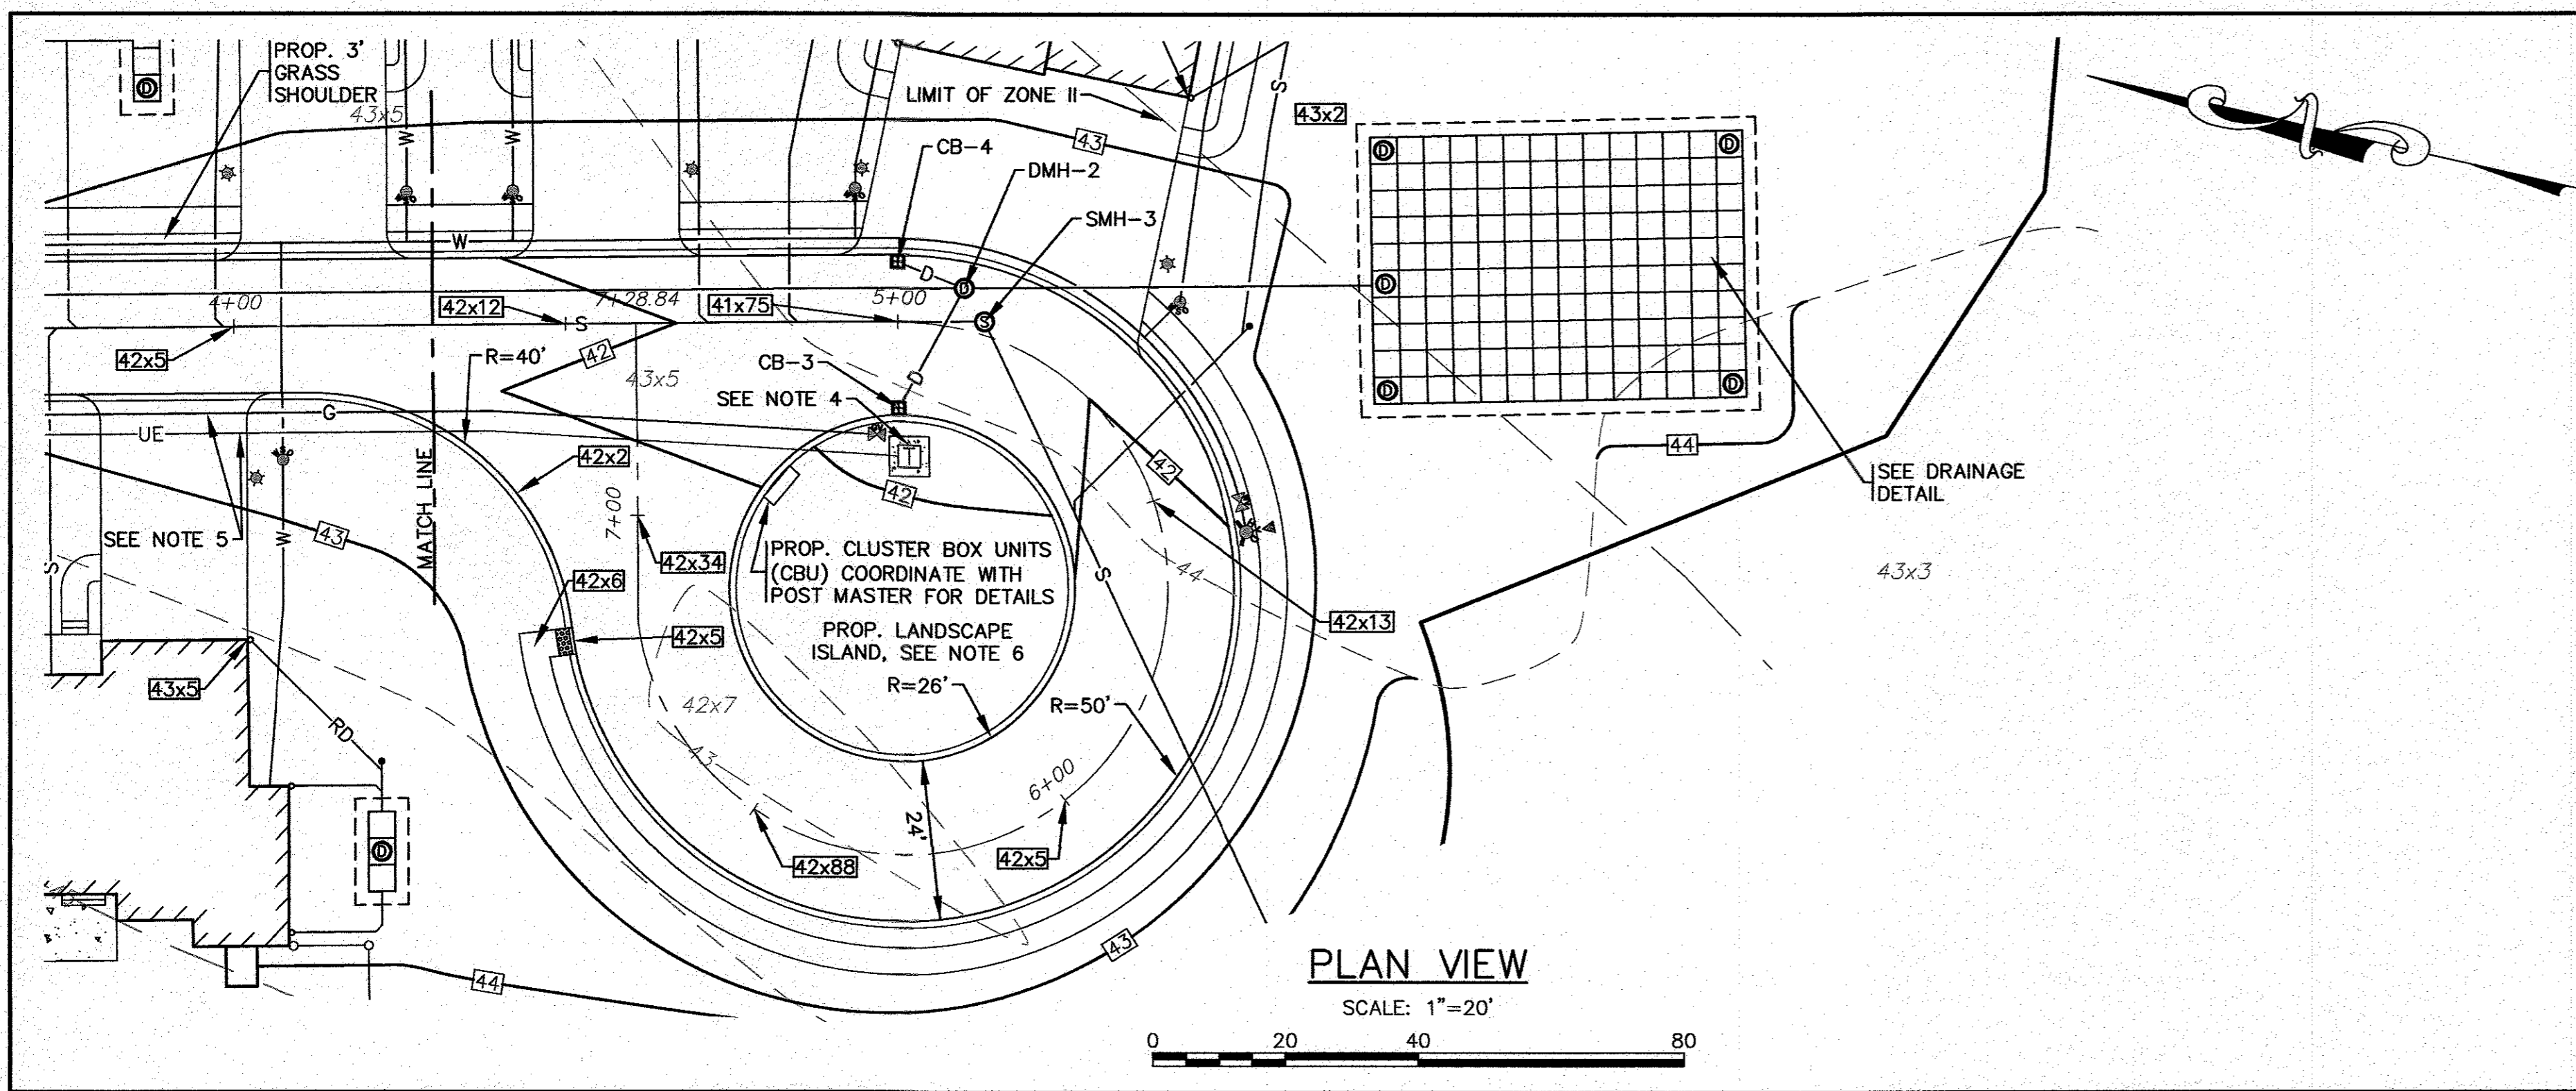 PROP. 3'
GRASS
SHOULDER
43x5
W
W
LIMIT OF ZONE II
S
43x2
43
CB-4
DMH-2
SMH-3
D
D
D
D
D
D
D
W
D
D
4+00
42x12
7+28.84
41x75
5+00
S
S
42x5
R=40'
42
43x5
CB-3
D
SEE NOTE 4
G
UE
T
42x2
42
42
44
SEE DRAINAGE
DETAIL
MATCH LINE
7+00
43
SEE NOTE 5
W
S
42x34
PROP. CLUSTER BOX UNITS
(CBU) COORDINATE WITH
POST MASTER FOR DETAILS
S
44
43x3
42x6
42x5
PROP. LANDSCAPE
ISLAND, SEE NOTE 6
42x13
43x5
R=26'
R=50'
42x7
RD
43
6+00
24'
D
42x88
42x5
43
44
PLAN VIEW
SCALE: 1"=20'
0 20 40 80